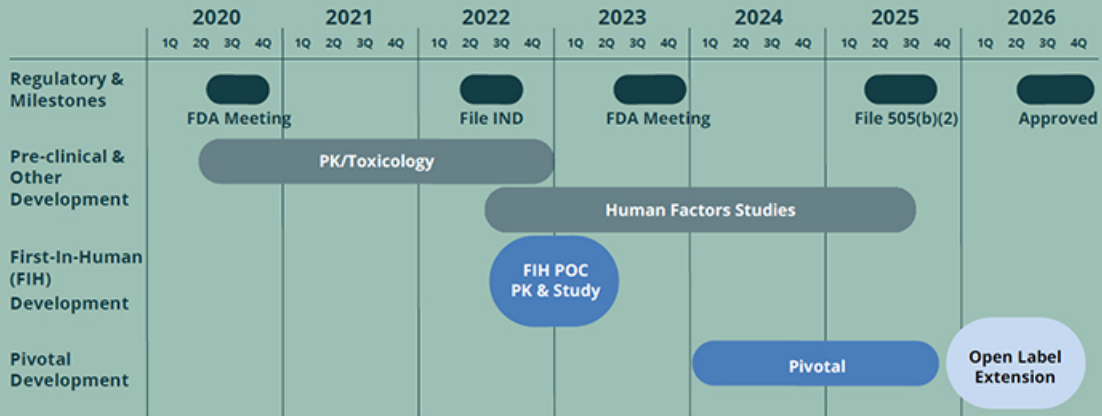 2020 2021 2022 2023 2024 2025 2026
1Q 2Q 3Q 4Q 1Q 2Q 3Q 4Q 1Q 2Q 3Q 4Q 1Q 2Q 3Q 4Q 1Q 2Q 3Q 4Q 1Q 2Q 3Q 4Q 1Q 2Q 3Q 4Q
Regulatory &
Milestones
FDA Meeting File IND FDA Meeting File 505(b)(2) Approved
Pre-clinical &
Other
Development
PK/Toxicology
Human Factors Studies
First-In-Human
(FIH)
Development
FIH POC
PK & Study
Pivotal
Development
Pivotal
Open Label
Extension